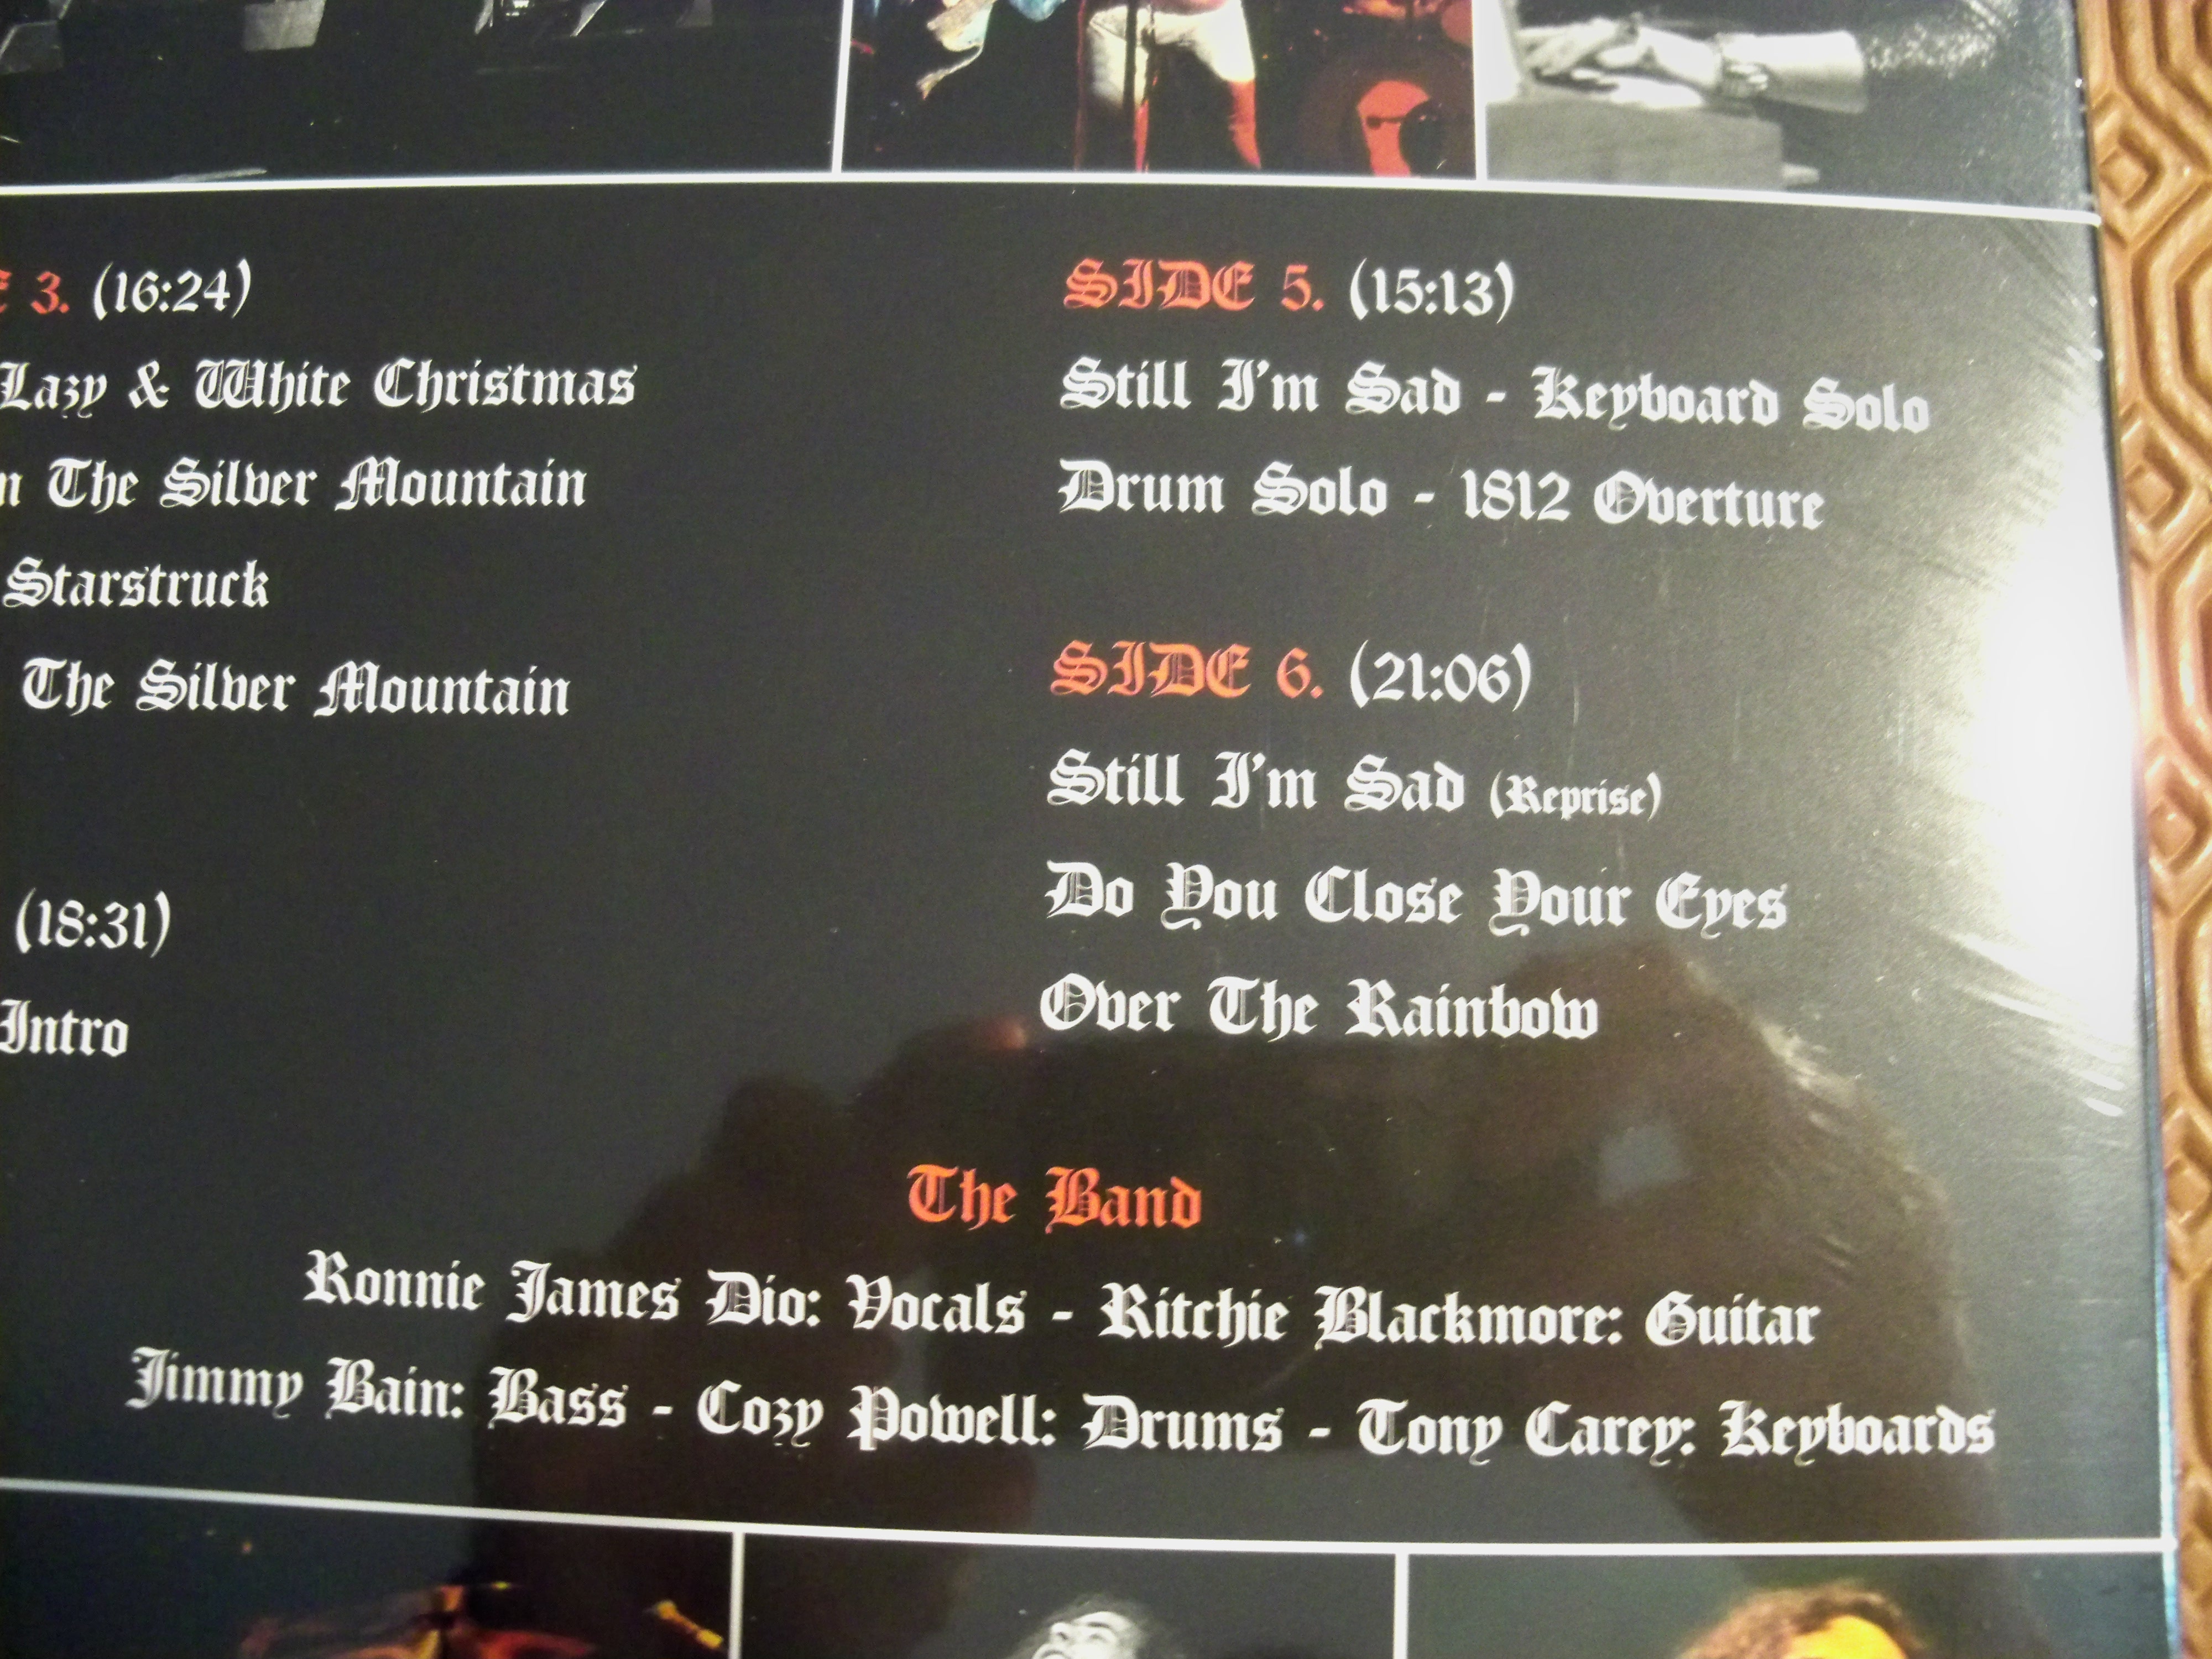 3. (16:24)
Lazy & White Christmas
The Silver Mountain
Starstruck
The Silver Mountain
(18:31)
Intro
SIDE 5. (15:13)
Still I'm Sad - Keyboard Solo
Drum Solo - 1812 Overture
SIDE 6. (21:06)
Still I'm Sad (Reprise)
Do You Close Your Eyes
Over The Rainbow
The Band
Ronnie James Dio: Vocals - Ritchie Blackmore: Guitar
Jimmy Bain: Bass - Cozy Powell: Drums - Tony Carey: Keyboards